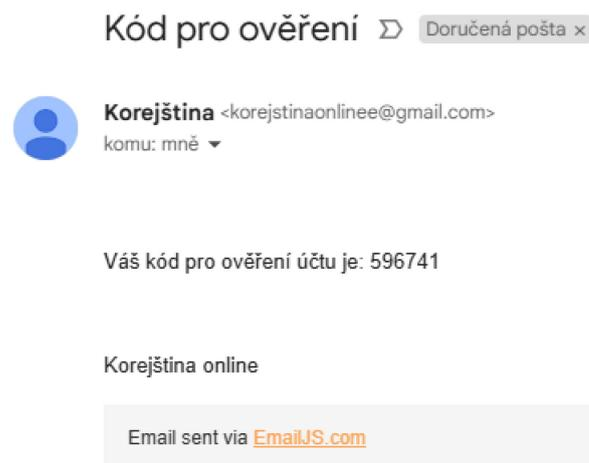 Kód pro ověření Doručená pošta ×
Korejština <korejstinaonlinee@gmail.com>
komu: mně
Váš kód pro ověření účtu je: 596741
Korejština online
Email sent via EmailJS.com